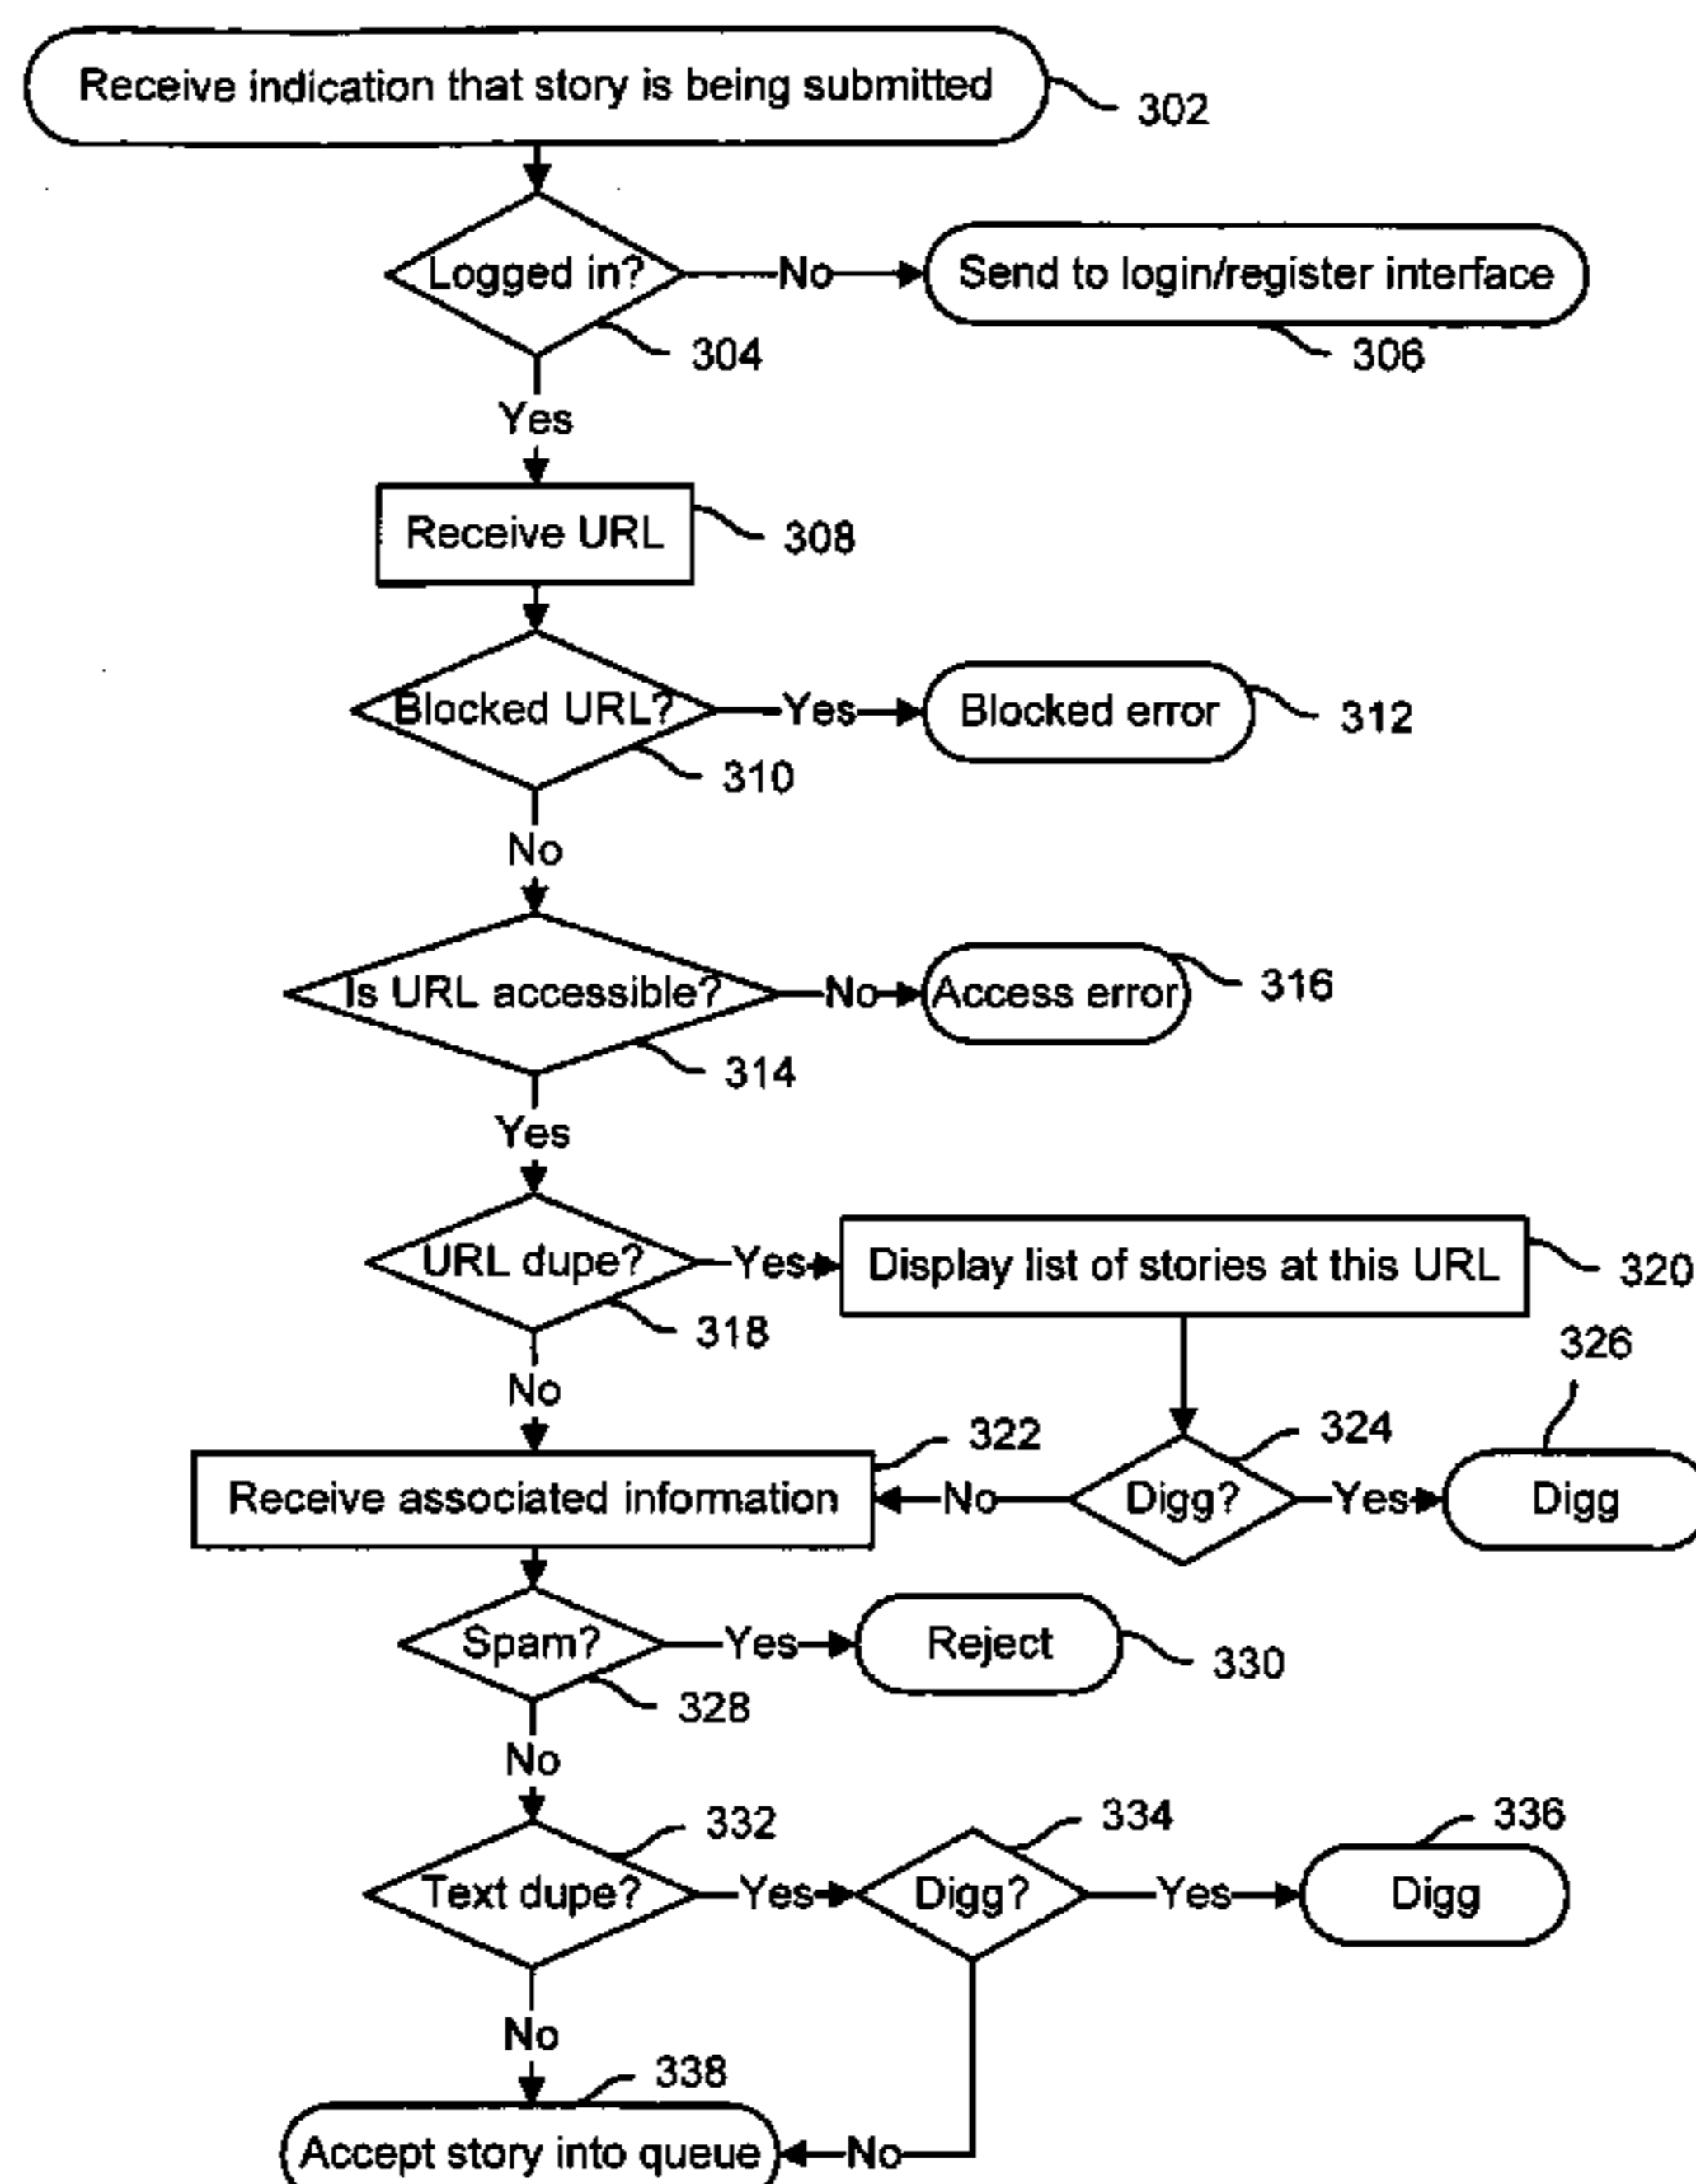 Receive indication that story is being submitted
302
Logged in?
No
Send to login/register interface
304
306
Yes
Receive URL
308
Blocked URL?
Yes
Blocked error
312
310
No
Is URL accessible?
No
Access error
316
314
Yes
URL dupe?
Yes
Display list of stories at this URL
320
318
326
No
322
324
Receive associated information
No
Digg?
Yes
Digg
Spam?
Yes
Reject
330
328
No
332
334
336
Text dupe?
Yes
Digg?
Yes
Digg
No
338
Accept story into queue
No